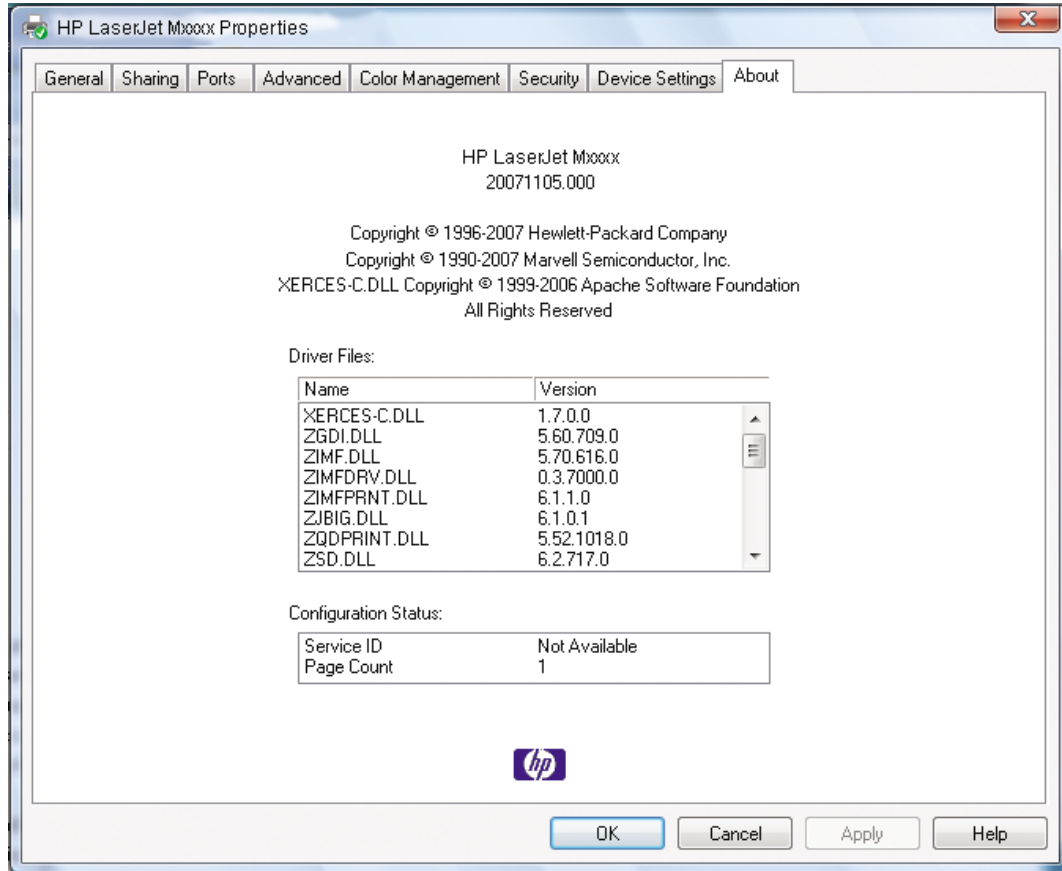 HP LaserJet Mxxxx Properties
General Sharing Ports Advanced Color Management Security Device Settings About
HP LaserJet Mxxxx
20071105.000
Copyright © 1996-2007 Hewlett-Packard Company
Copyright © 1990-2007 Marvell Semiconductor, Inc.
XERCES-C.DLL Copyright © 1999-2006 Apache Software Foundation
All Rights Reserved
Driver Files:
Name Version
XERCES-C.DLL 1.7.0.0
ZGDI.DLL 5.60.709.0
ZIMF.DLL 5.70.616.0
ZIMFDRV.DLL 0.3.7000.0
ZIMFPRNT.DLL 6.1.1.0
ZJBIG.DLL 6.1.0.1
ZQDPRINT.DLL 5.52.1018.0
ZSD.DLL 6.2.717.0
Configuration Status:
Service ID Not Available
Page Count 1
hp
OK Cancel Apply Help